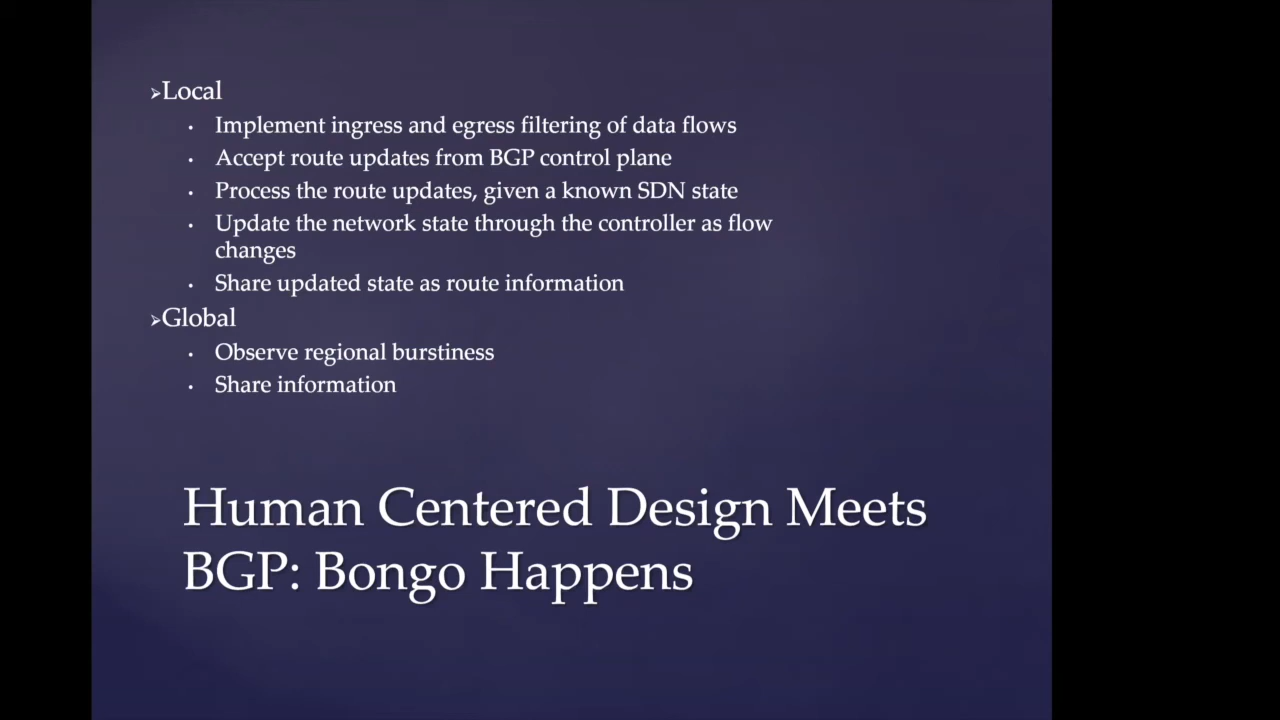 ➢Local
• Implement ingress and egress filtering of data flows
• Accept route updates from BGP control plane
• Process the route updates, given a known SDN state
• Update the network state through the controller as flow
changes
• Share updated state as route information
➢Global
• Observe regional burstiness
• Share information
Human Centered Design Meets
BGP: Bongo Happens